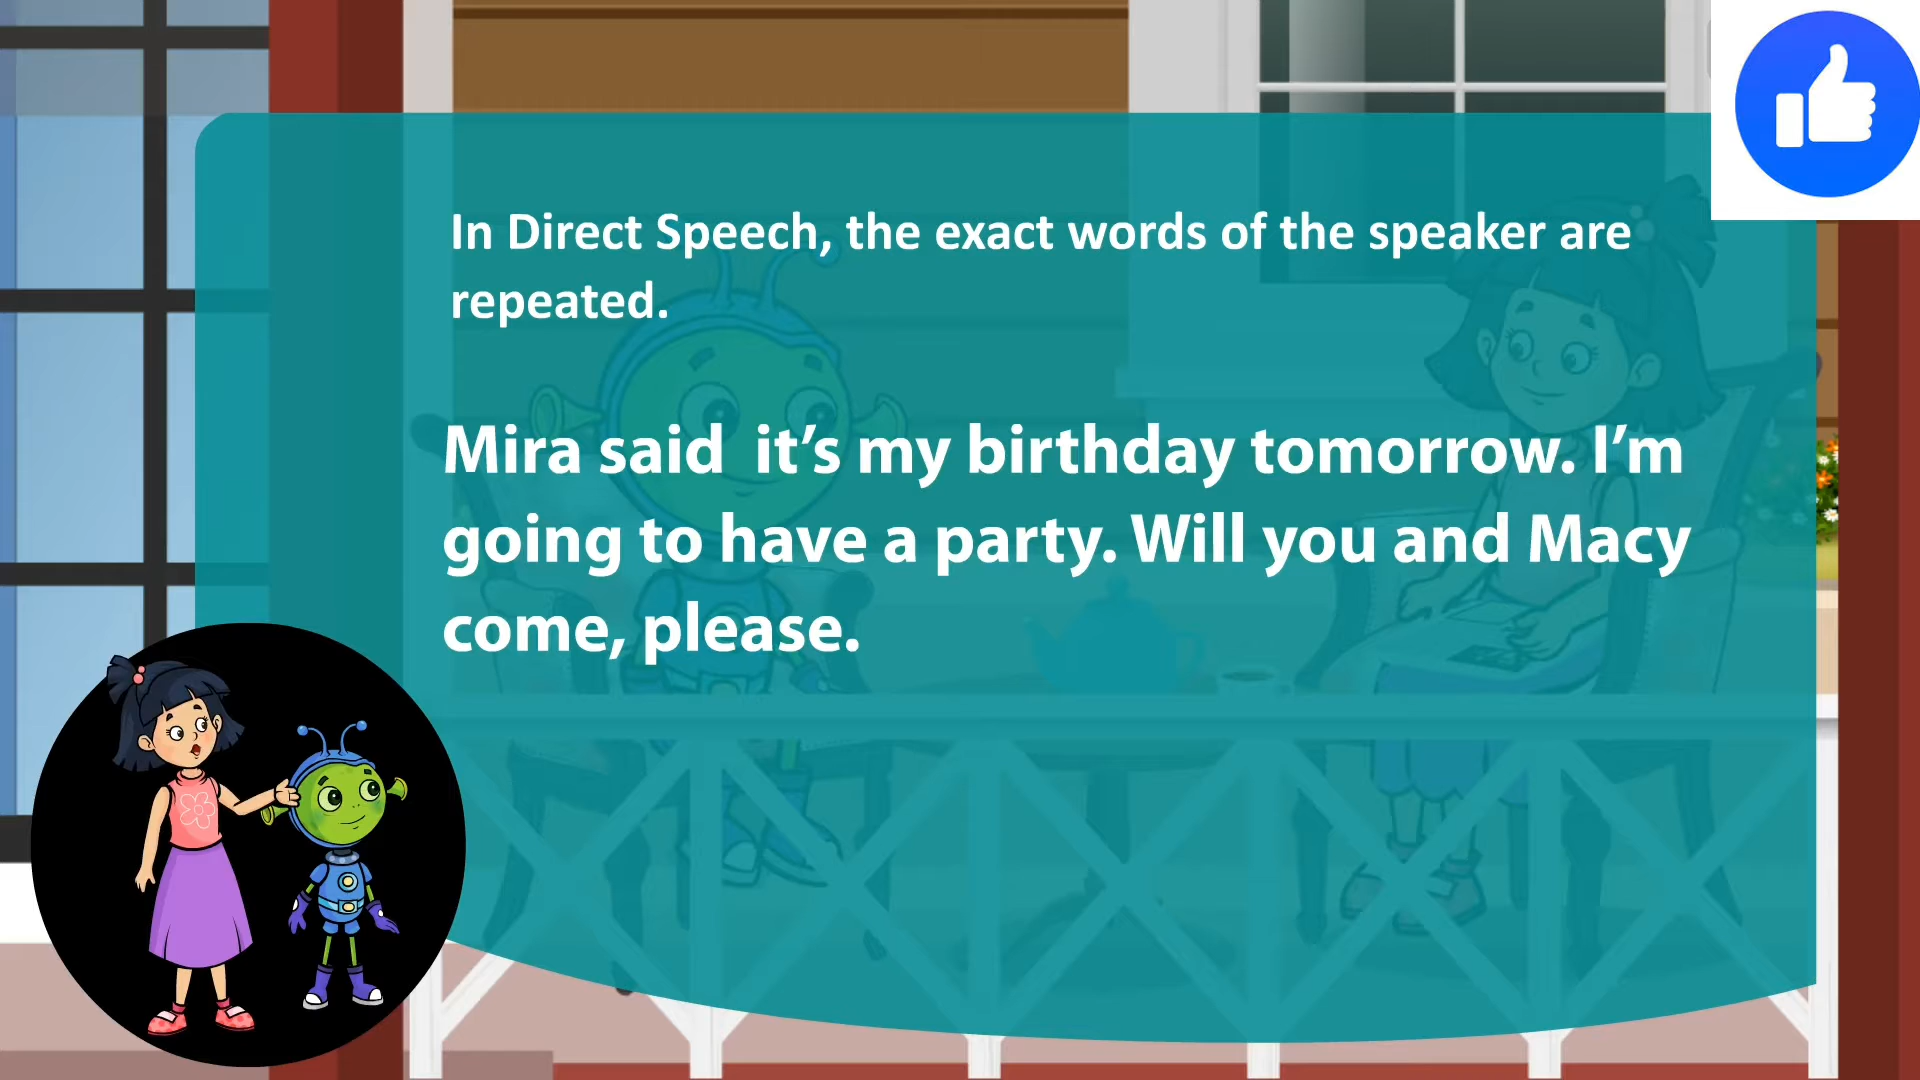 In Direct Speech, the exact words of the speaker are
repeated.
Mira said  it’s my birthday tomorrow. I’m
going to have a party. Will you and Macy
come, please.